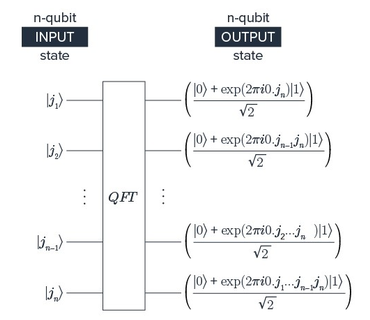 n-qubit n-qubit
INPUT OUTPUT
state state
|j₁⟩ (|0⟩ + exp(2πi0.jₙ)|1⟩ / √2)
|j₂⟩ (|0⟩ + exp(2πi0.jₙ₋₁jₙ)|1⟩ / √2)
⋮ QFT ⋮
|jₙ₋₁⟩ (|0⟩ + exp(2πi0.j₂...jₙ )|1⟩ / √2)
|jₙ⟩ (|0⟩ + exp(2πi0.j₁...jₙ₋₁jₙ)|1⟩ / √2)